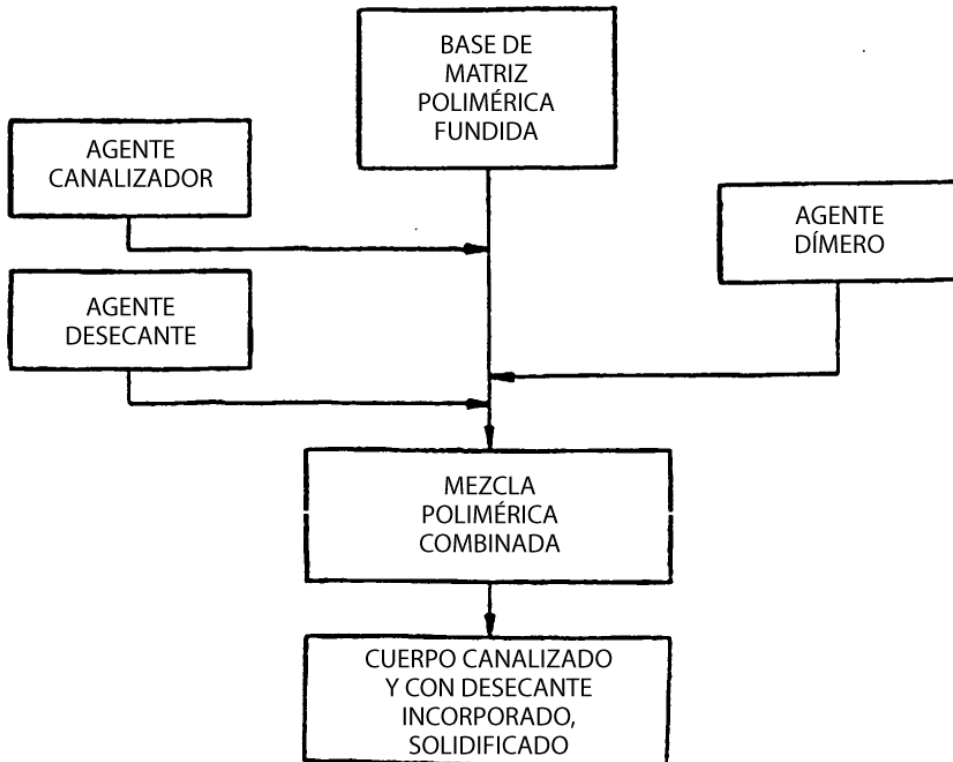 BASE DE
MATRIZ
POLIMÉRICA
FUNDIDA
AGENTE
CANALIZADOR
AGENTE
DÍMERO
AGENTE
DESECANTE
MEZCLA
POLIMÉRICA
COMBINADA
CUERPO CANALIZADO
Y CON DESECANTE
INCORPORADO,
SOLIDIFICADO